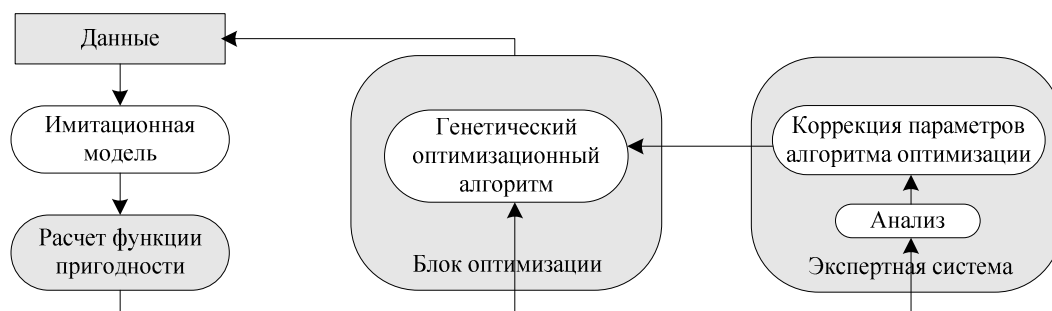 Данные
Имитационная
модель
Расчет функции
пригодности
Генетический
оптимизационный
алгоритм
Блок оптимизации
Коррекция параметров
алгоритма оптимизации
Анализ
Экспертная система